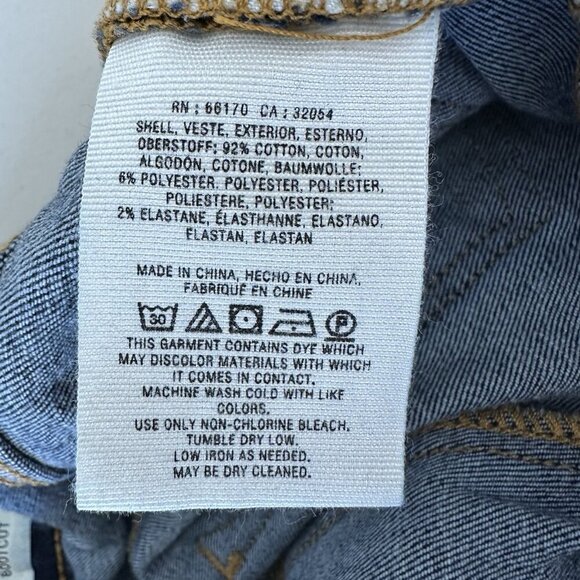 RN : 66170 CA : 32054
SHELL, VESTE, EXTERIOR, ESTERNO,
OBERSTOFF: 92% COTTON, COTON,
ALGODÓN, COTONE, BAUMWOLLE;
6% POLYESTER, POLYESTER, POLIÉSTER,
POLIESTERE, POLYESTER;
2% ELASTANE, ÉLASTHANNE, ELASTANO,
ELASTAN, ELASTAN
MADE IN CHINA, HECHO EN CHINA,
FABRIQUÉ EN CHINE
30 P
THIS GARMENT CONTAINS DYE WHICH
MAY DISCOLOR MATERIALS WITH WHICH
IT COMES IN CONTACT.
MACHINE WASH COLD WITH LIKE
COLORS.
USE ONLY NON-CHLORINE BLEACH.
TUMBLE DRY LOW.
LOW IRON AS NEEDED.
MAY BE DRY CLEANED.
BOOTCUT